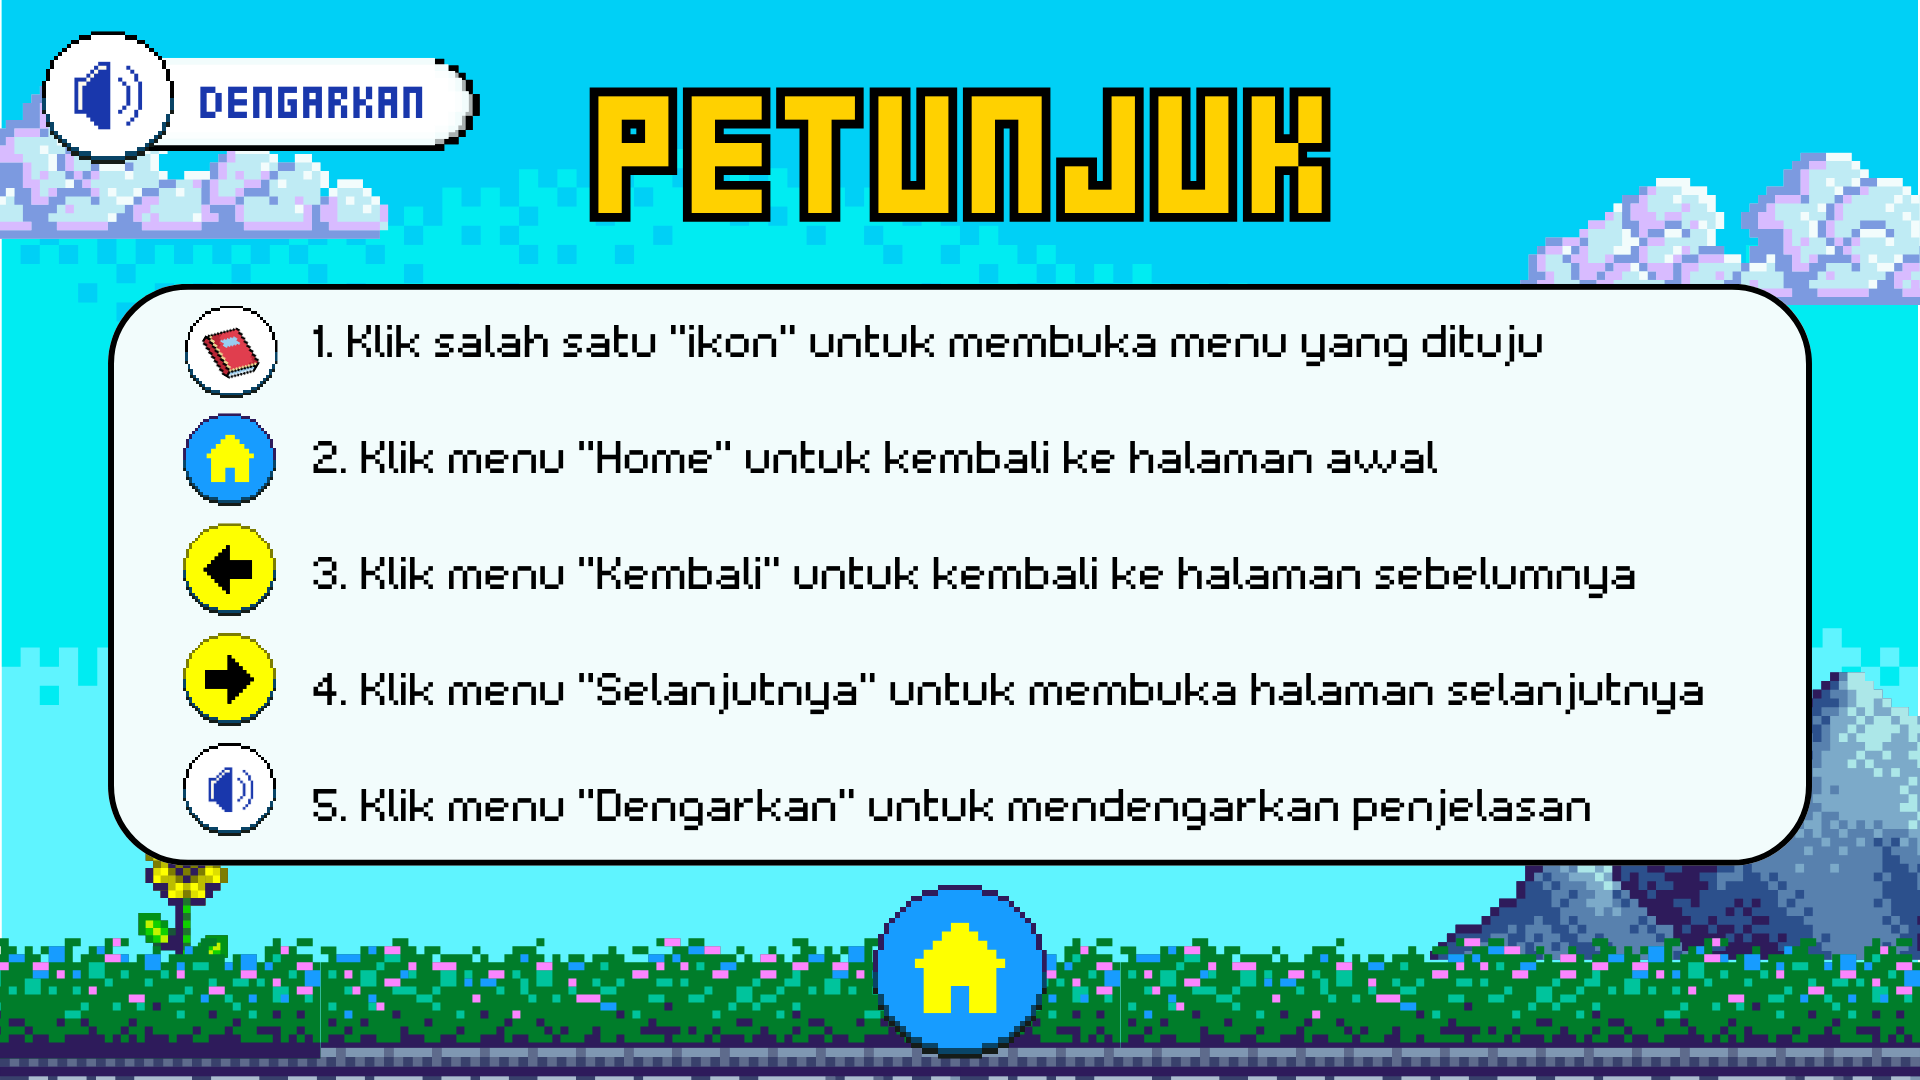 DENGARKAN
PETUNJUK
1. Klik salah satu "ikon" untuk membuka menu yang dituju
2. Klik menu "Home" untuk kembali ke halaman awal
3. Klik menu "Kembali" untuk kembali ke halaman sebelumnya
4. Klik menu "Selanjutnya" untuk membuka halaman selanjutnya
5. Klik menu "Dengarkan" untuk mendengarkan penjelasan